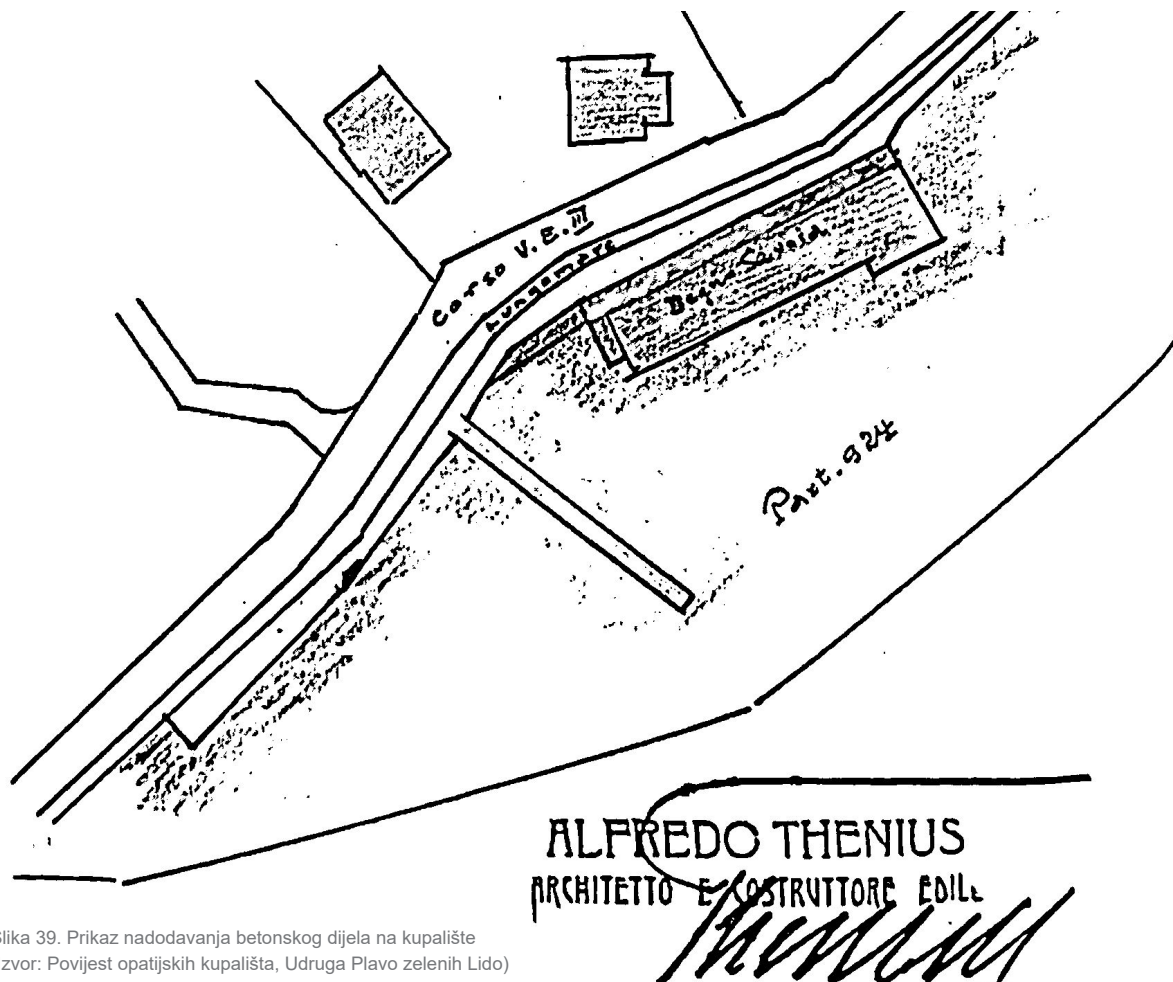 Corso V. E. III
Lungomare
Bagno
Part. 924
ALFREDO THENIUS
ARCHITETTO E COSTRUTTORE EDILE
Thenius
Slika 39. Prikaz nadodavanja betonskog dijela na kupalište
Izvor: Povijest opatijskih kupališta, Udruga Plavo zelenih Lido)